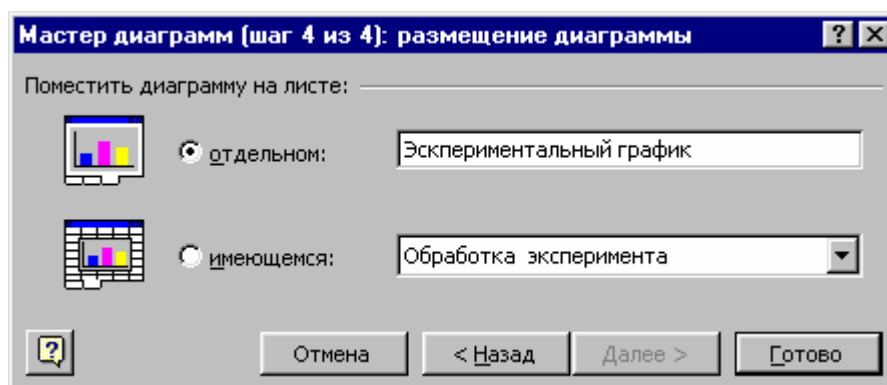 Мастер диаграмм (шаг 4 из 4): размещение диаграммы
Поместить диаграмму на листе:
отдельном: Эскпериментальный график
имеющемся: Обработка эксперимента
Отмена < Назад Далее > Готово